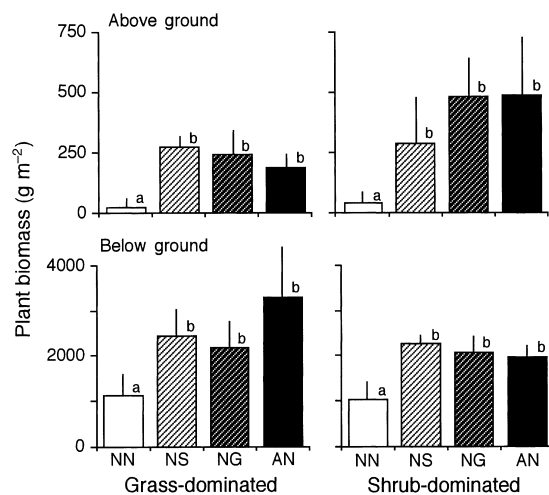 Above ground
750
500
250
0
a
b
b
b
a
b
b
b
Plant biomass (g m⁻²)
Below ground
4000
2000
0
a
b
b
b
a
b
b
b
NN NS NG AN NN NS NG AN
Grass-dominated Shrub-dominated